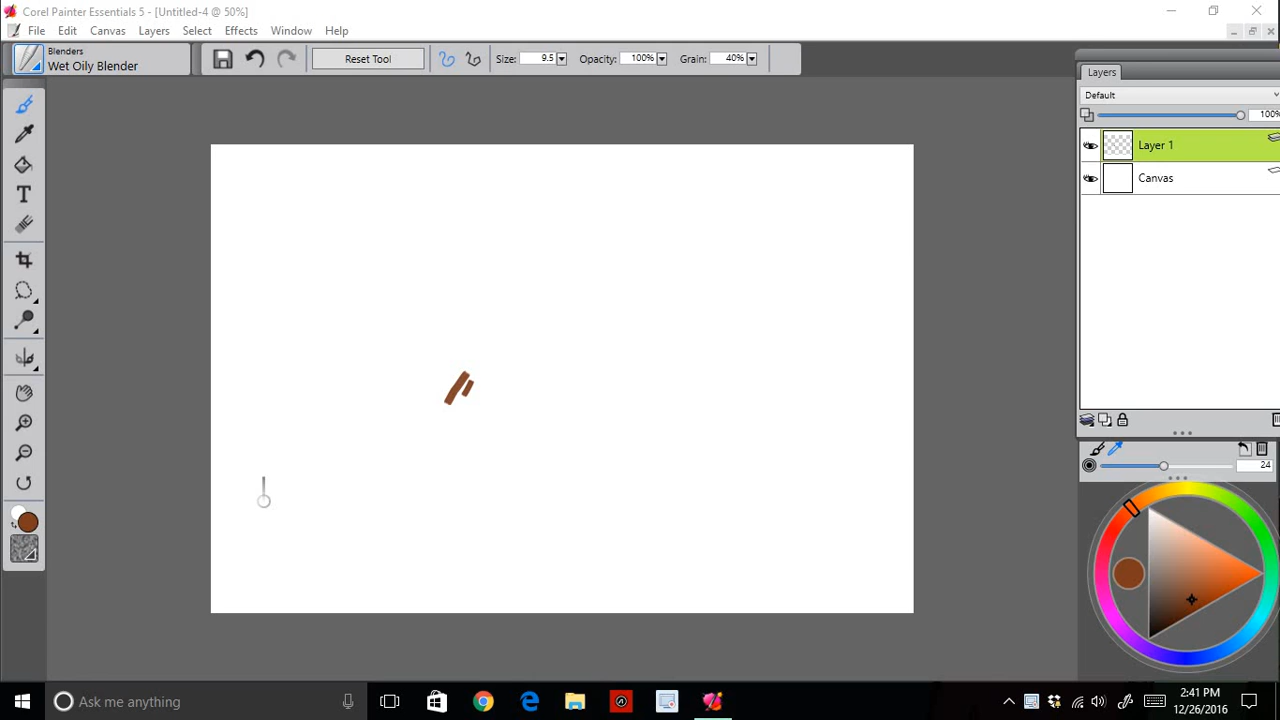 Corel Painter Essentials 5 - [Untitled-4 @ 50%]
File Edit Canvas Layers Select Effects Window Help
Blenders
Wet Oily Blender
Reset Tool
Size: 9.5 Opacity: 100% Grain: 40%
Layers
Default
100%
Layer 1
Canvas
T
24
Ask me anything
2:41 PM
12/26/2016